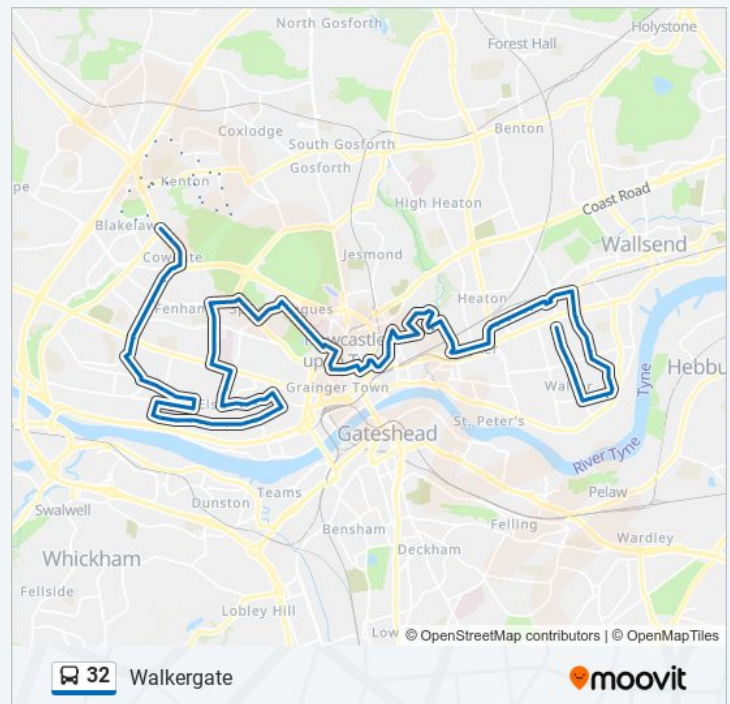 North Gosforth
Holystone
Forest Hall
Coxlodge
Benton
South Gosforth
Gosforth
Kenton
High Heaton
Coast Road
Wallsend
Cowgate
Jesmond
Heaton
Fenham
Newcastle
Grainger Town
Hebbu
Tyne
St. Peter's
Gateshead
River Tyne
Pelaw
Teams
Dunston
Swalwell
Bensham
Felling
Wardley
Deckham
Whickham
Fellside
Lobley Hill
Low
© OpenStreetMap contributors | © OpenMapTiles
32 Walkergate
moovit